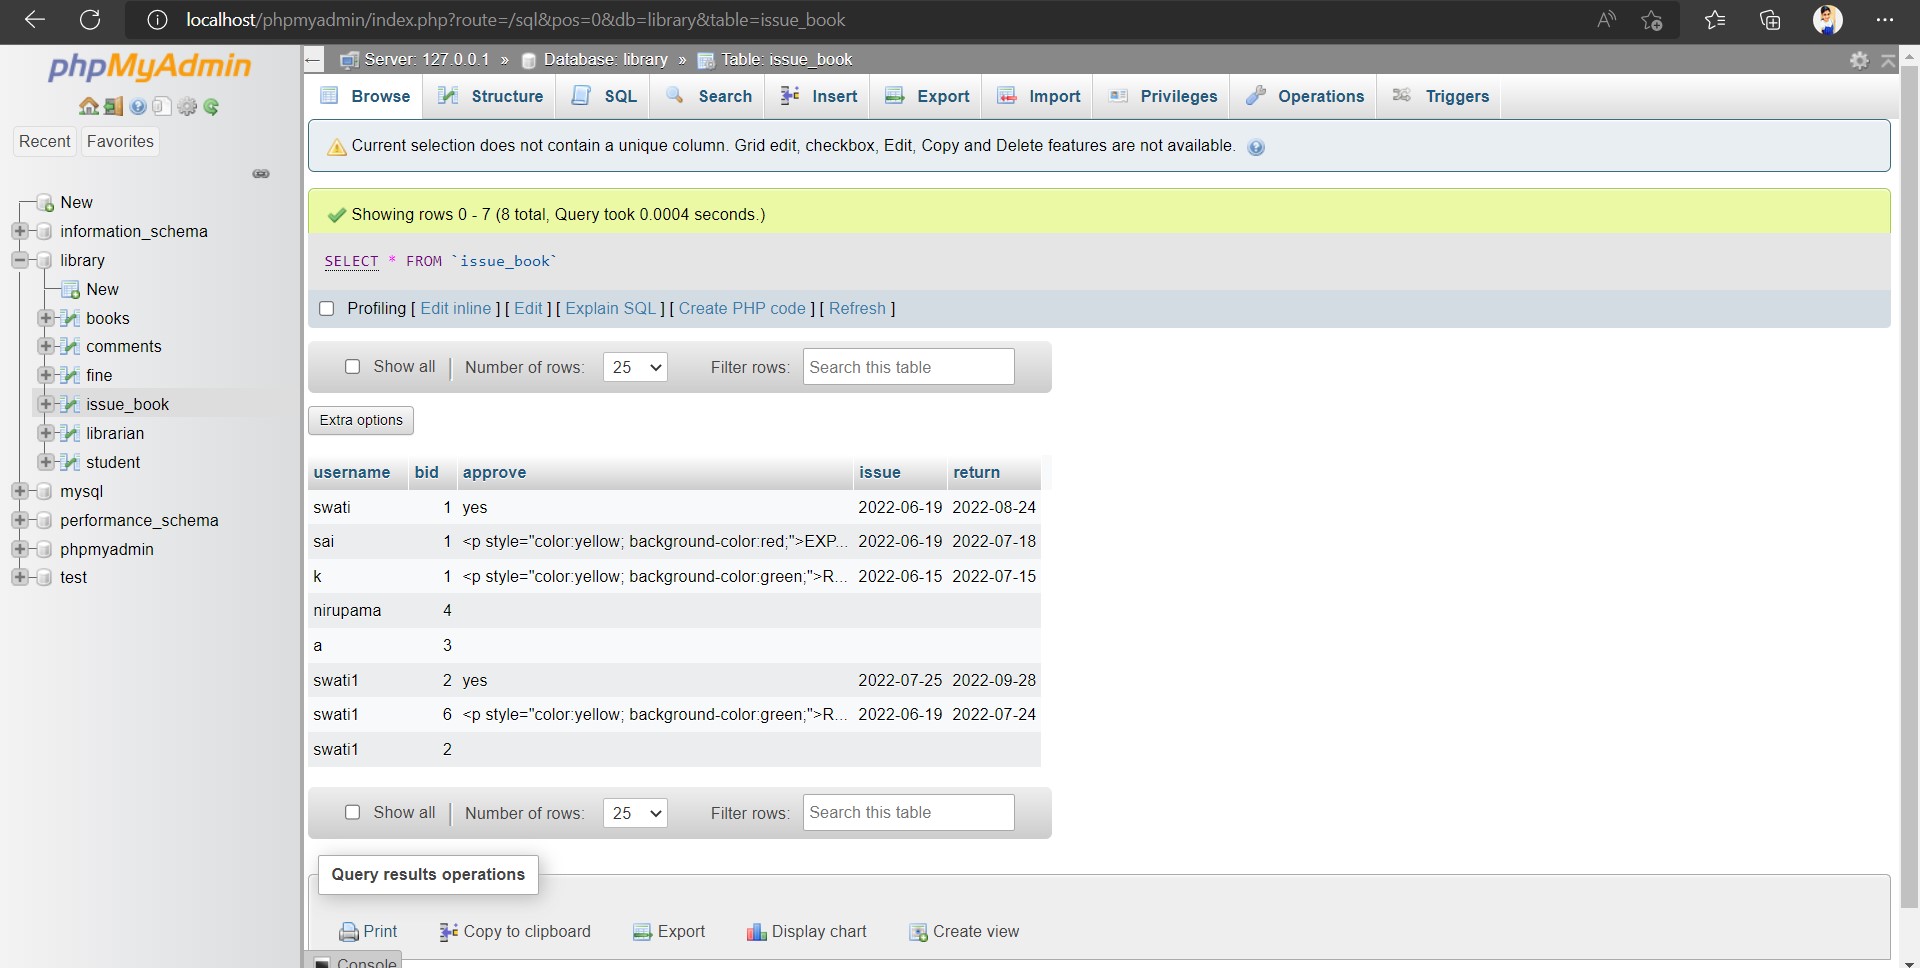 localhost/phpmyadmin/index.php?route=/sql&pos=0&db=library&table=issue_book
phpMyAdmin
Recent Favorites
New
information_schema
library
New
books
comments
fine
issue_book
librarian
student
mysql
performance_schema
phpmyadmin
test
Server: 127.0.0.1 » Database: library » Table: issue_book
Browse Structure SQL Search Insert Export Import Privileges Operations Triggers
Current selection does not contain a unique column. Grid edit, checkbox, Edit, Copy and Delete features are not available.
Showing rows 0 - 7 (8 total, Query took 0.0004 seconds.)
SELECT * FROM `issue_book`
Profiling [ Edit inline ] [ Edit ] [ Explain SQL ] [ Create PHP code ] [ Refresh ]
Show all Number of rows: 25 Filter rows: Search this table
Extra options
username bid approve issue return
swati 1 yes 2022-06-19 2022-08-24
sai 1 <p style="color:yellow; background-color:red;">EXP... 2022-06-19 2022-07-18
k 1 <p style="color:yellow; background-color:green;">R... 2022-06-15 2022-07-15
nirupama 4
a 3
swati1 2 yes 2022-07-25 2022-09-28
swati1 6 <p style="color:yellow; background-color:green;">R... 2022-06-19 2022-07-24
swati1 2
Show all Number of rows: 25 Filter rows: Search this table
Query results operations
Print Copy to clipboard Export Display chart Create view
Console